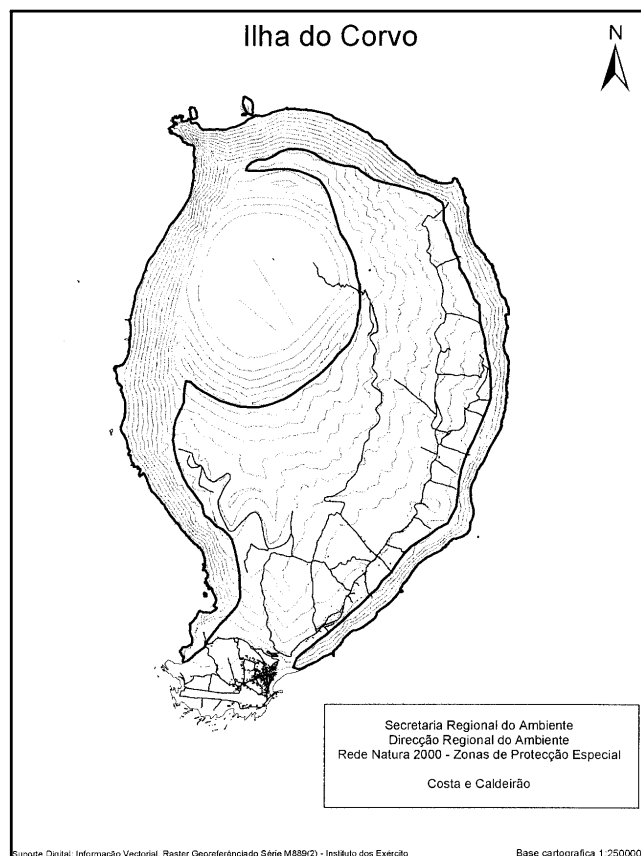 Ilha do Corvo
N
Secretaria Regional do Ambiente
Direcção Regional do Ambiente
Rede Natura 2000 - Zonas de Protecção Especial
Costa e Caldeirão
Suporte Digital: Informação Vectorial, Raster Georeferênciado Série M889(2) - Instituto dos Exército
Base cartografica 1:250000